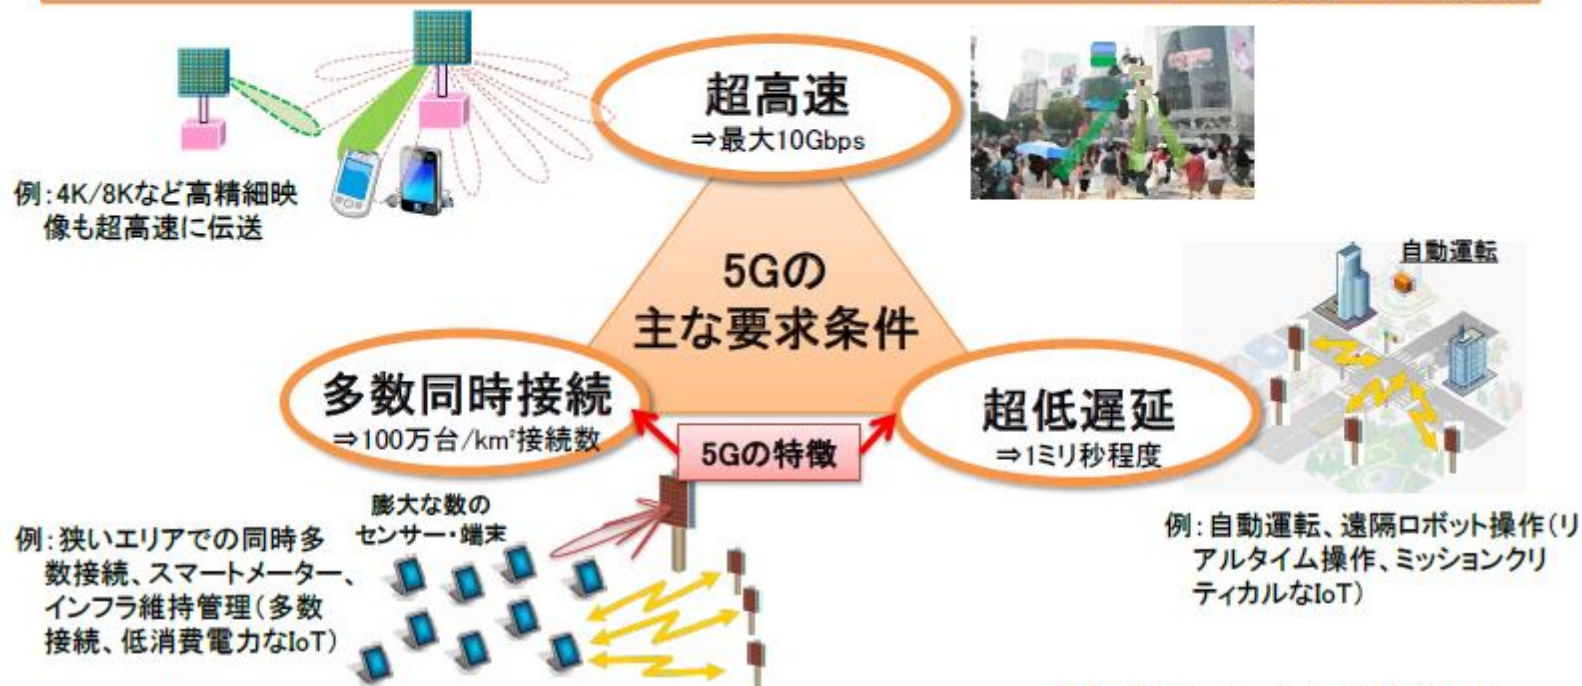 超高速
⇒最大10Gbps
例:4K/8Kなど高精細映
像も超高速に伝送
自動運転
5Gの
主な要求条件
多数同時接続
⇒100万台/km²接続数
超低遅延
⇒1ミリ秒程度
5Gの特徴
膨大な数の
センサー・端末
例:狭いエリアでの同時多
数接続、スマートメーター、
インフラ維持管理(多数
接続、低消費電力なIoT)
例:自動運転、遠隔ロボット操作(リ
アルタイム操作、ミッションクリ
ティカルなIoT)